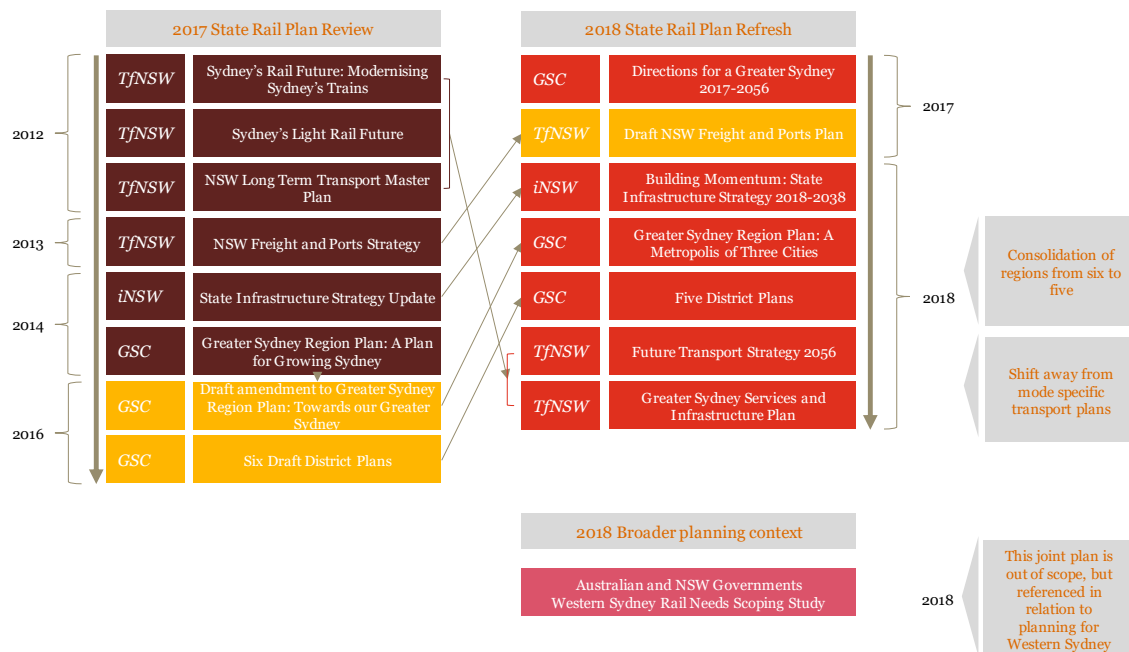 2017 State Rail Plan Review
2012
TfNSW
Sydney's Rail Future: Modernising
Sydney's Trains
TfNSW
Sydney's Light Rail Future
TfNSW
NSW Long Term Transport Master
Plan
2013
TfNSW
NSW Freight and Ports Strategy
2014
iNSW
State Infrastructure Strategy Update
GSC
Greater Sydney Region Plan: A Plan
for Growing Sydney
2016
GSC
Draft amendment to Greater Sydney
Region Plan: Towards our Greater
Sydney
GSC
Six Draft District Plans
2018 State Rail Plan Refresh
GSC
Directions for a Greater Sydney
2017-2056
2017
TfNSW
Draft NSW Freight and Ports Plan
iNSW
Building Momentum: State
Infrastructure Strategy 2018-2038
GSC
Greater Sydney Region Plan: A
Metropolis of Three Cities
GSC
Five District Plans
2018
TfNSW
Future Transport Strategy 2056
TfNSW
Greater Sydney Services and
Infrastructure Plan
Consolidation of
regions from six to
five
Shift away from
mode specific
transport plans
2018 Broader planning context
Australian and NSW Governments
Western Sydney Rail Needs Scoping Study
2018
This joint plan is
out of scope, but
referenced in
relation to
planning for
Western Sydney